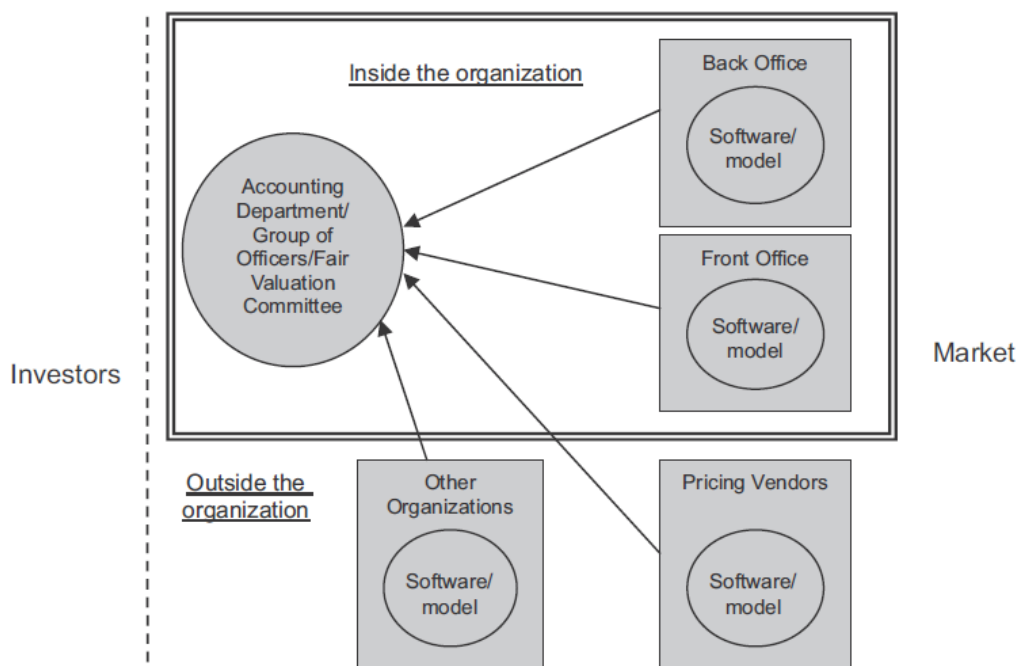 Inside the organization
Back Office
Software/
model
Accounting
Department/
Group of
Officers/Fair
Valuation
Committee
Front Office
Software/
model
Investors
Market
Outside the
organization
Other
Organizations
Software/
model
Pricing Vendors
Software/
model